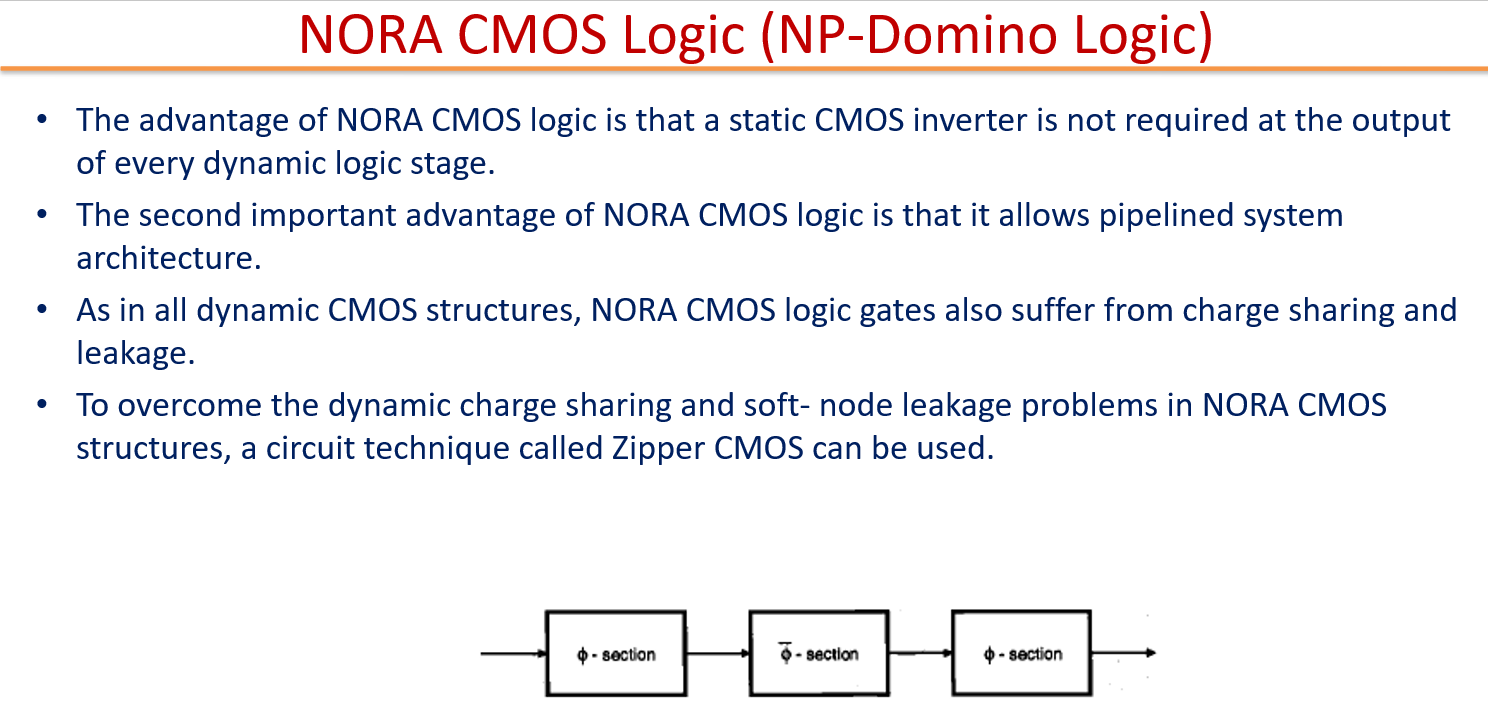 NORA CMOS Logic (NP-Domino Logic)
• The advantage of NORA CMOS logic is that a static CMOS inverter is not required at the output
of every dynamic logic stage.
• The second important advantage of NORA CMOS logic is that it allows pipelined system
architecture.
• As in all dynamic CMOS structures, NORA CMOS logic gates also suffer from charge sharing and
leakage.
• To overcome the dynamic charge sharing and soft- node leakage problems in NORA CMOS
structures, a circuit technique called Zipper CMOS can be used.
ϕ - section
ϕ̅ - section
ϕ - section